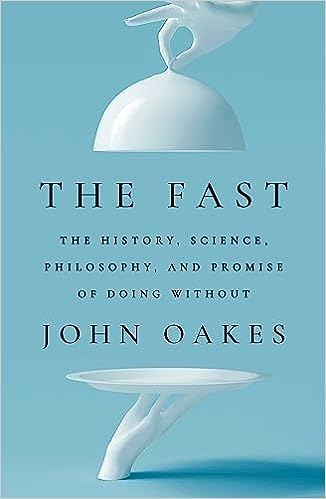 THE FAST
THE HISTORY, SCIENCE,
PHILOSOPHY, AND PROMISE
OF DOING WITHOUT
JOHN OAKES